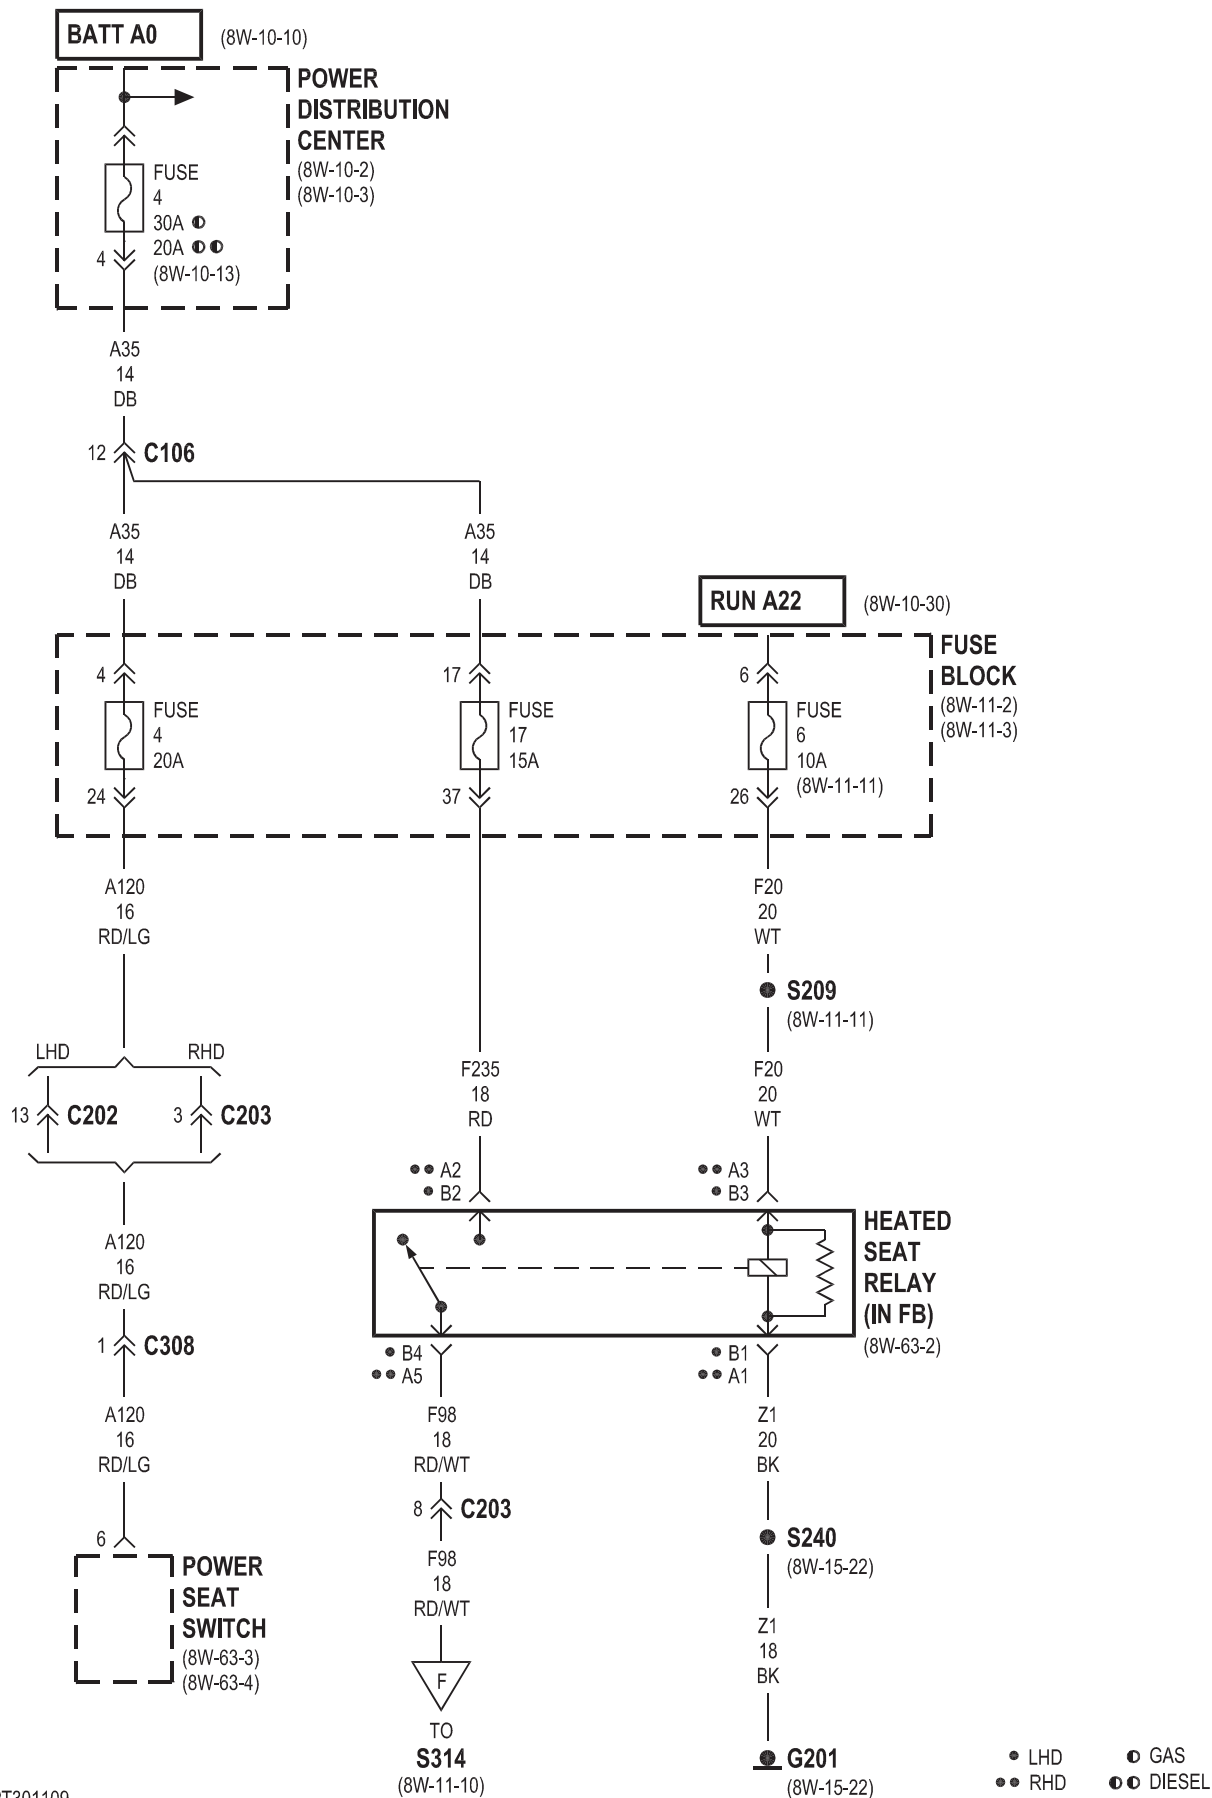 BATT A0 (8W-10-10)
POWER
DISTRIBUTION
CENTER
(8W-10-2)
(8W-10-3)
FUSE
4
30A
20A
(8W-10-13)
4
A35
14
DB
12 C106
A35
14
DB
A35
14
DB
RUN A22 (8W-10-30)
FUSE
BLOCK
(8W-11-2)
(8W-11-3)
4
FUSE
4
20A
24
17
FUSE
17
15A
37
6
FUSE
6
10A
(8W-11-11)
26
A120
16
RD/LG
F20
20
WT
S209
(8W-11-11)
LHD RHD
13 C202 3 C203
F235
18
RD
F20
20
WT
A2
B2
A3
B3
HEATED
SEAT
RELAY
(IN FB)
(8W-63-2)
A120
16
RD/LG
1 C308
B4
A5
B1
A1
A120
16
RD/LG
F98
18
RD/WT
Z1
20
BK
8 C203
S240
(8W-15-22)
6
POWER
SEAT
SWITCH
(8W-63-3)
(8W-63-4)
F98
18
RD/WT
Z1
18
BK
F
TO
S314
(8W-11-10)
G201
(8W-15-22)
LHD GAS
RHD DIESEL